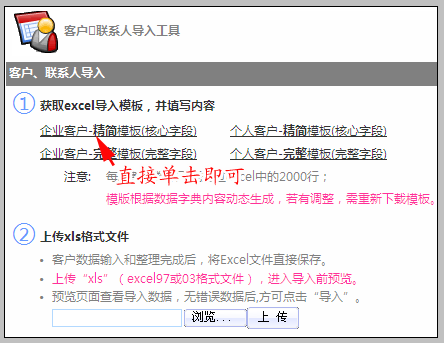 客户▯联系人导入工具
客户、联系人导入
① 获取excel导入模板，并填写内容
企业客户-精简模板(核心字段) 个人客户-精简模板(核心字段)
企业客户-完整模板(完整字段) 个人客户-完整模板(完整字段)
直接单击即可
注意: 每 excel中的2000行；
模版根据数据字典内容动态生成，若有调整，需重新下载模板。
② 上传xls格式文件
• 客户数据输入和整理完成后，将Excel文件直接保存。
• 上传“xls”（excel97或03格式文件），进入导入前预览。
• 预览页面查看导入数据，无错误数据后,方可点击“导入”。
浏览... 上 传